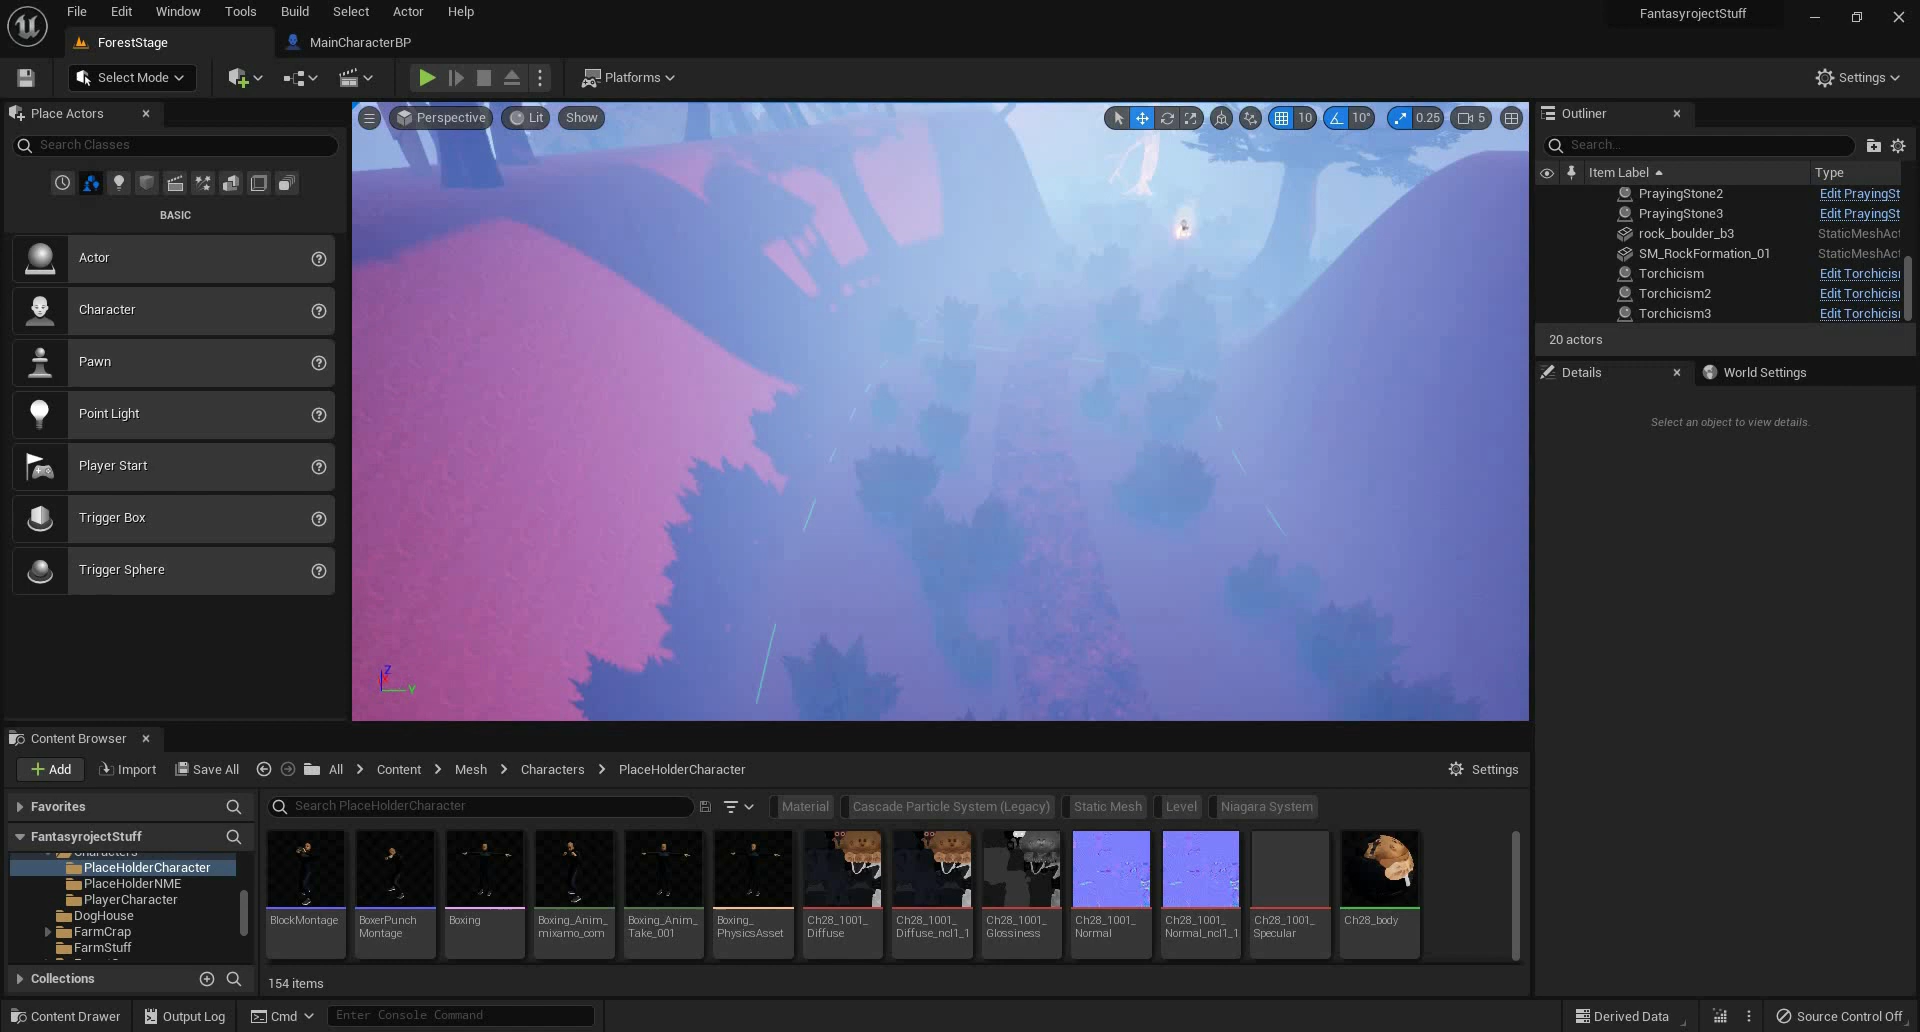 File Edit Window Tools Build Select Actor Help
FantasyrojectStuff
ForestStage
MainCharacterBP
Select Mode
Platforms
Settings
Place Actors
Search Classes
BASIC
Actor
Character
Pawn
Point Light
Player Start
Trigger Box
Trigger Sphere
Perspective
Lit
Show
10
10°
0.25
5
Z
Y
Outliner
Search...
Item Label
Type
PrayingStone2 Edit PrayingSt
PrayingStone3 Edit PrayingSt
rock_boulder_b3 StaticMeshAct
SM_RockFormation_01 StaticMeshAct
Torchicism Edit Torchicis
Torchicism2 Edit Torchicis
Torchicism3 Edit Torchicis
20 actors
Details
World Settings
Select an object to view details.
Content Browser
Add
Import
Save All
All > Content > Mesh > Characters > PlaceHolderCharacter
Settings
Favorites
FantasyrojectStuff
Characters
PlaceHolderCharacter
PlaceHolderNME
PlayerCharacter
DogHouse
FarmCrap
FarmStuff
Collections
Search PlaceHolderCharacter
Material
Cascade Particle System (Legacy)
Static Mesh
Level
Niagara System
BlockMontage
BoxerPunch
Montage
Boxing
Boxing_Anim_
mixamo_com
Boxing_Anim_
Take_001
Boxing_
PhysicsAsset
Ch28_1001_
Diffuse
Ch28_1001_
Diffuse_ncl1_1
Ch28_1001_
Glossiness
Ch28_1001_
Normal
Ch28_1001_
Normal_ncl1_1
Ch28_1001_
Specular
Ch28_body
154 items
Content Drawer
Output Log
Cmd
Enter Console Command
Derived Data
Source Control Off